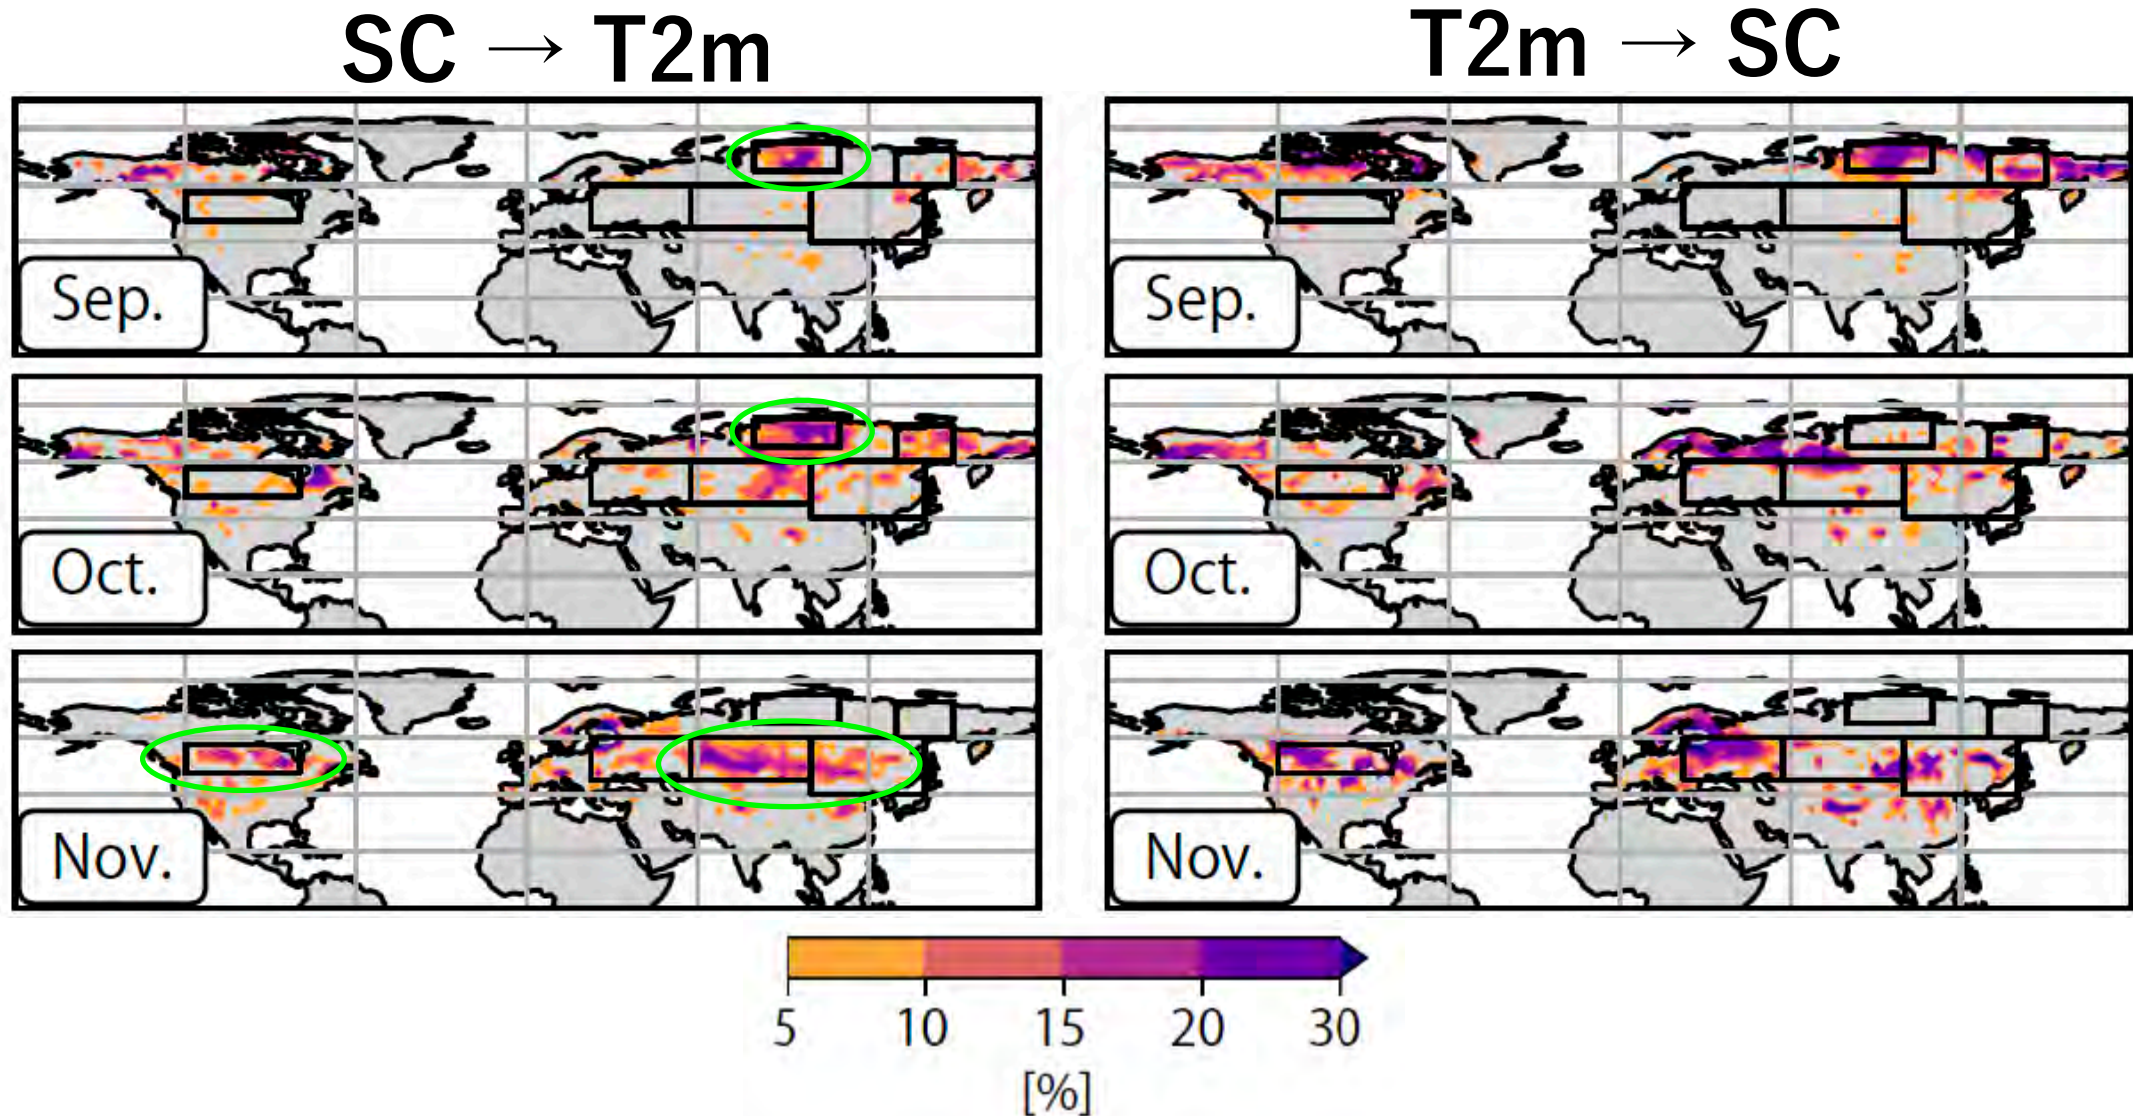 SC → T2m
T2m → SC
Sep.
Sep.
Oct.
Oct.
Nov.
Nov.
5 10 15 20 30
[%]